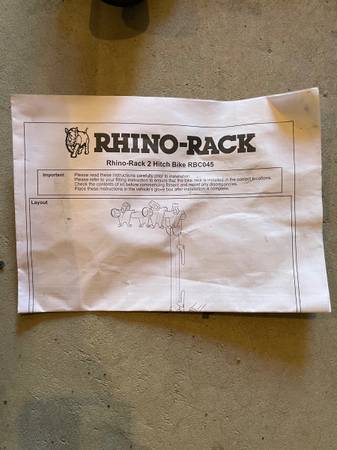 RHINO-RACK
Rhino-Rack 2 Hitch Bike RBC045
Important: Please read these instructions carefully prior to installation.
Please refer to your fitting instruction to ensure that the bike rack is installed in the correct locations.
Check the contents of kit before commencing fitment and report any discrepancies.
Place these instructions in the vehicle's glove box after installation is complete.
Layout